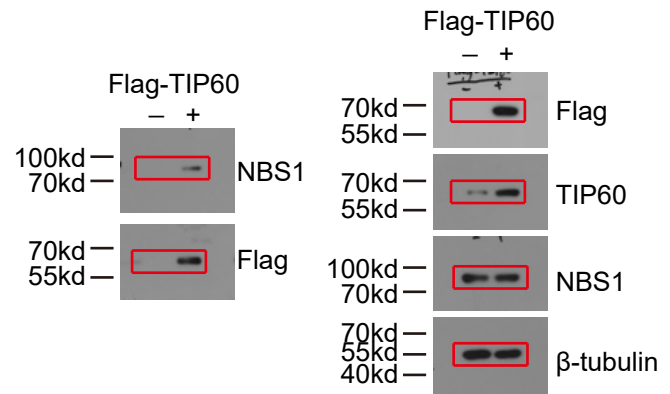 Flag-TIP60
– +
100kd
70kd
NBS1
70kd
55kd
Flag
Flag-TIP60
– +
- +
70kd
55kd
Flag
70kd
55kd
TIP60
100kd
70kd
NBS1
70kd
55kd
40kd
β-tubulin